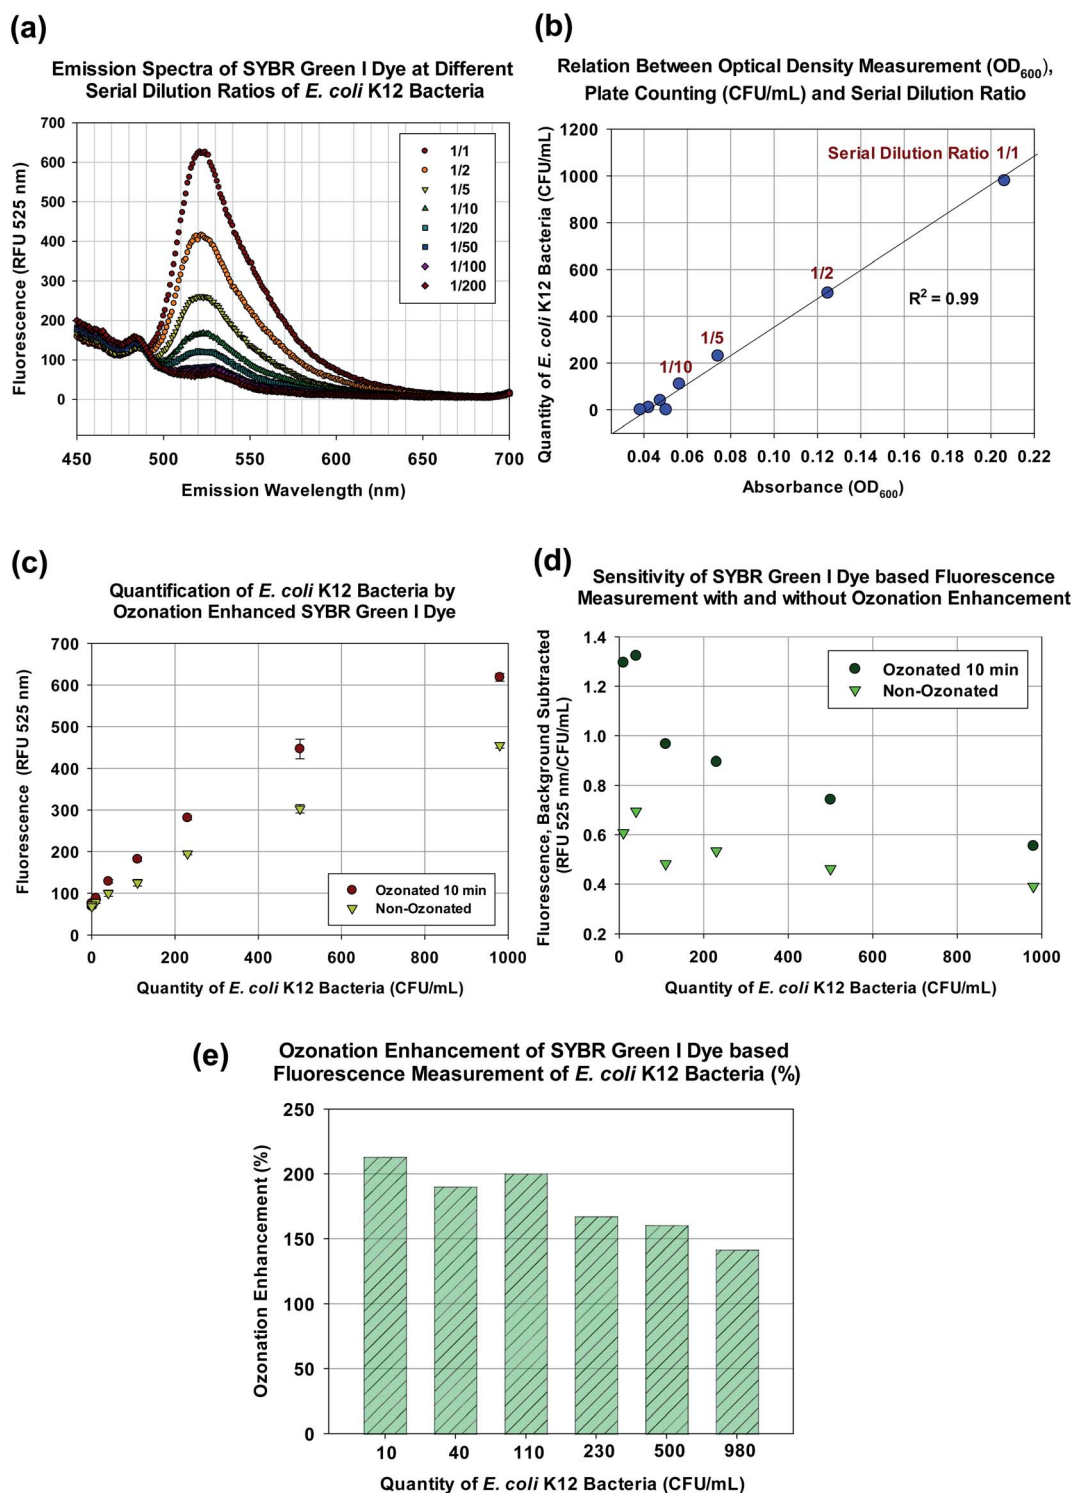 (a)
Emission Spectra of SYBR Green I Dye at Different
Serial Dilution Ratios of E. coli K12 Bacteria
Fluorescence (RFU 525 nm)
700
600
500
400
300
200
100
0
1/1
1/2
1/5
1/10
1/20
1/50
1/100
1/200
450
500
550
600
650
700
Emission Wavelength (nm)
(b)
Relation Between Optical Density Measurement (OD600),
Plate Counting (CFU/mL) and Serial Dilution Ratio
Quantity of E. coli K12 Bacteria (CFU/mL)
1200
1000
800
600
400
200
0
Serial Dilution Ratio 1/1
1/2
R2 = 0.99
1/5
1/10
0.04
0.06
0.08
0.10
0.12
0.14
0.16
0.18
0.20
0.22
Absorbance (OD600)
(c)
Quantification of E. coli K12 Bacteria by
Ozonation Enhanced SYBR Green I Dye
Fluorescence (RFU 525 nm)
700
600
500
400
300
200
100
0
Ozonated 10 min
Non-Ozonated
0
200
400
600
800
1000
Quantity of E. coli K12 Bacteria (CFU/mL)
(d)
Sensitivity of SYBR Green I Dye based Fluorescence
Measurement with and without Ozonation Enhancement
Fluorescence, Background Subtracted
(RFU 525 nm/CFU/mL)
1.4
1.2
1.0
0.8
0.6
0.4
0.2
Ozonated 10 min
Non-Ozonated
0
200
400
600
800
1000
Quantity of E. coli K12 Bacteria (CFU/mL)
(e)
Ozonation Enhancement of SYBR Green I Dye based
Fluorescence Measurement of E. coli K12 Bacteria (%)
Ozonation Enhancement (%)
250
200
150
100
50
0
10
40
110
230
500
980
Quantity of E. coli K12 Bacteria (CFU/mL)